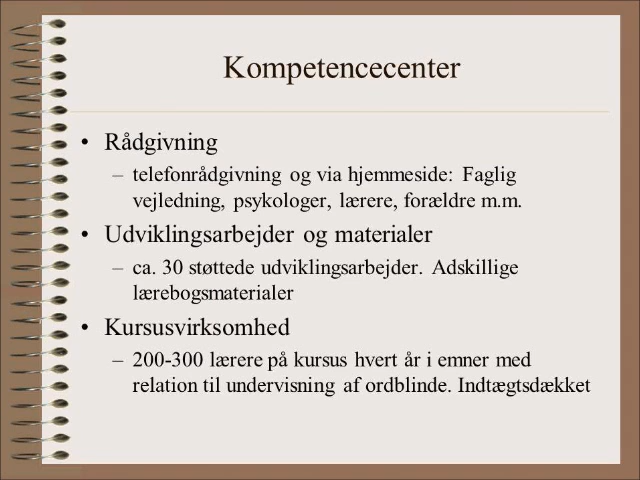 Kompetencecenter
• Rådgivning
– telefonrådgivning og via hjemmeside: Faglig
vejledning, psykologer, lærere, forældre m.m.
• Udviklingsarbejder og materialer
– ca. 30 støttede udviklingsarbejder. Adskillige
lærebogsmaterialer
• Kursusvirksomhed
– 200-300 lærere på kursus hvert år i emner med
relation til undervisning af ordblinde. Indtægtsdækket